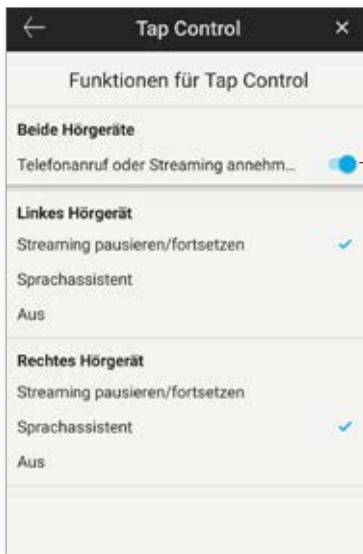 Tap Control
Funktionen für Tap Control
Beide Hörgeräte
Telefonanruf oder Streaming annehm...
Linkes Hörgerät
Streaming pausieren/fortsetzen
Sprachassistent
Aus
Rechtes Hörgerät
Streaming pausieren/fortsetzen
Sprachassistent
Aus